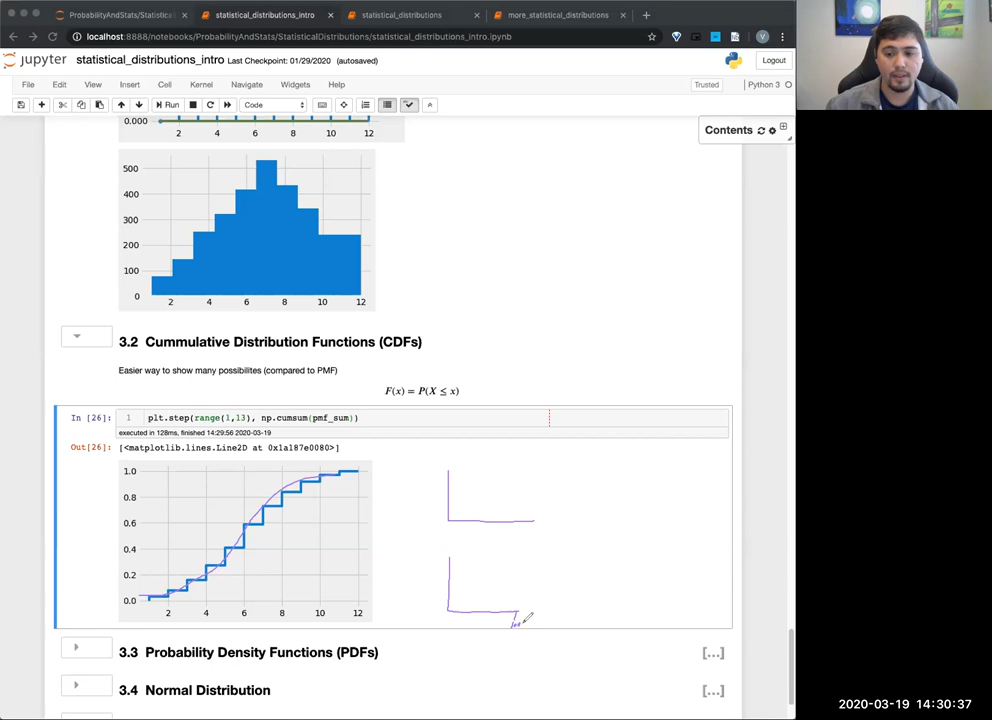 ProbabilityAndStats/Statistical
statistical_distributions_intro
statistical_distributions
more_statistical_distributions
localhost:8888/notebooks/ProbabilityAndStats/StatisticalDistributions/statistical_distributions_intro.ipynb
V
jupyter statistical_distributions_intro Last Checkpoint: 01/29/2020 (autosaved)
Logout
File Edit View Insert Cell Kernel Navigate Widgets Help
Trusted Python 3
Run
Code
Contents
0.000
2 4 6 8 10 12
500
400
300
200
100
0
2 4 6 8 10 12
3.2 Cummulative Distribution Functions (CDFs)
Easier way to show many possibilites (compared to PMF)
F(x) = P(X ≤ x)
In [26]: 1 plt.step(range(1,13), np.cumsum(pmf_sum))
executed in 128ms, finished 14:29:56 2020-03-19
Out[26]: [<matplotlib.lines.Line2D at 0x1a187e0080>]
1.0
0.8
0.6
0.4
0.2
0.0
2 4 6 8 10 12
3.3 Probability Density Functions (PDFs)
[...]
3.4 Normal Distribution
[...]
2020-03-19 14:30:37